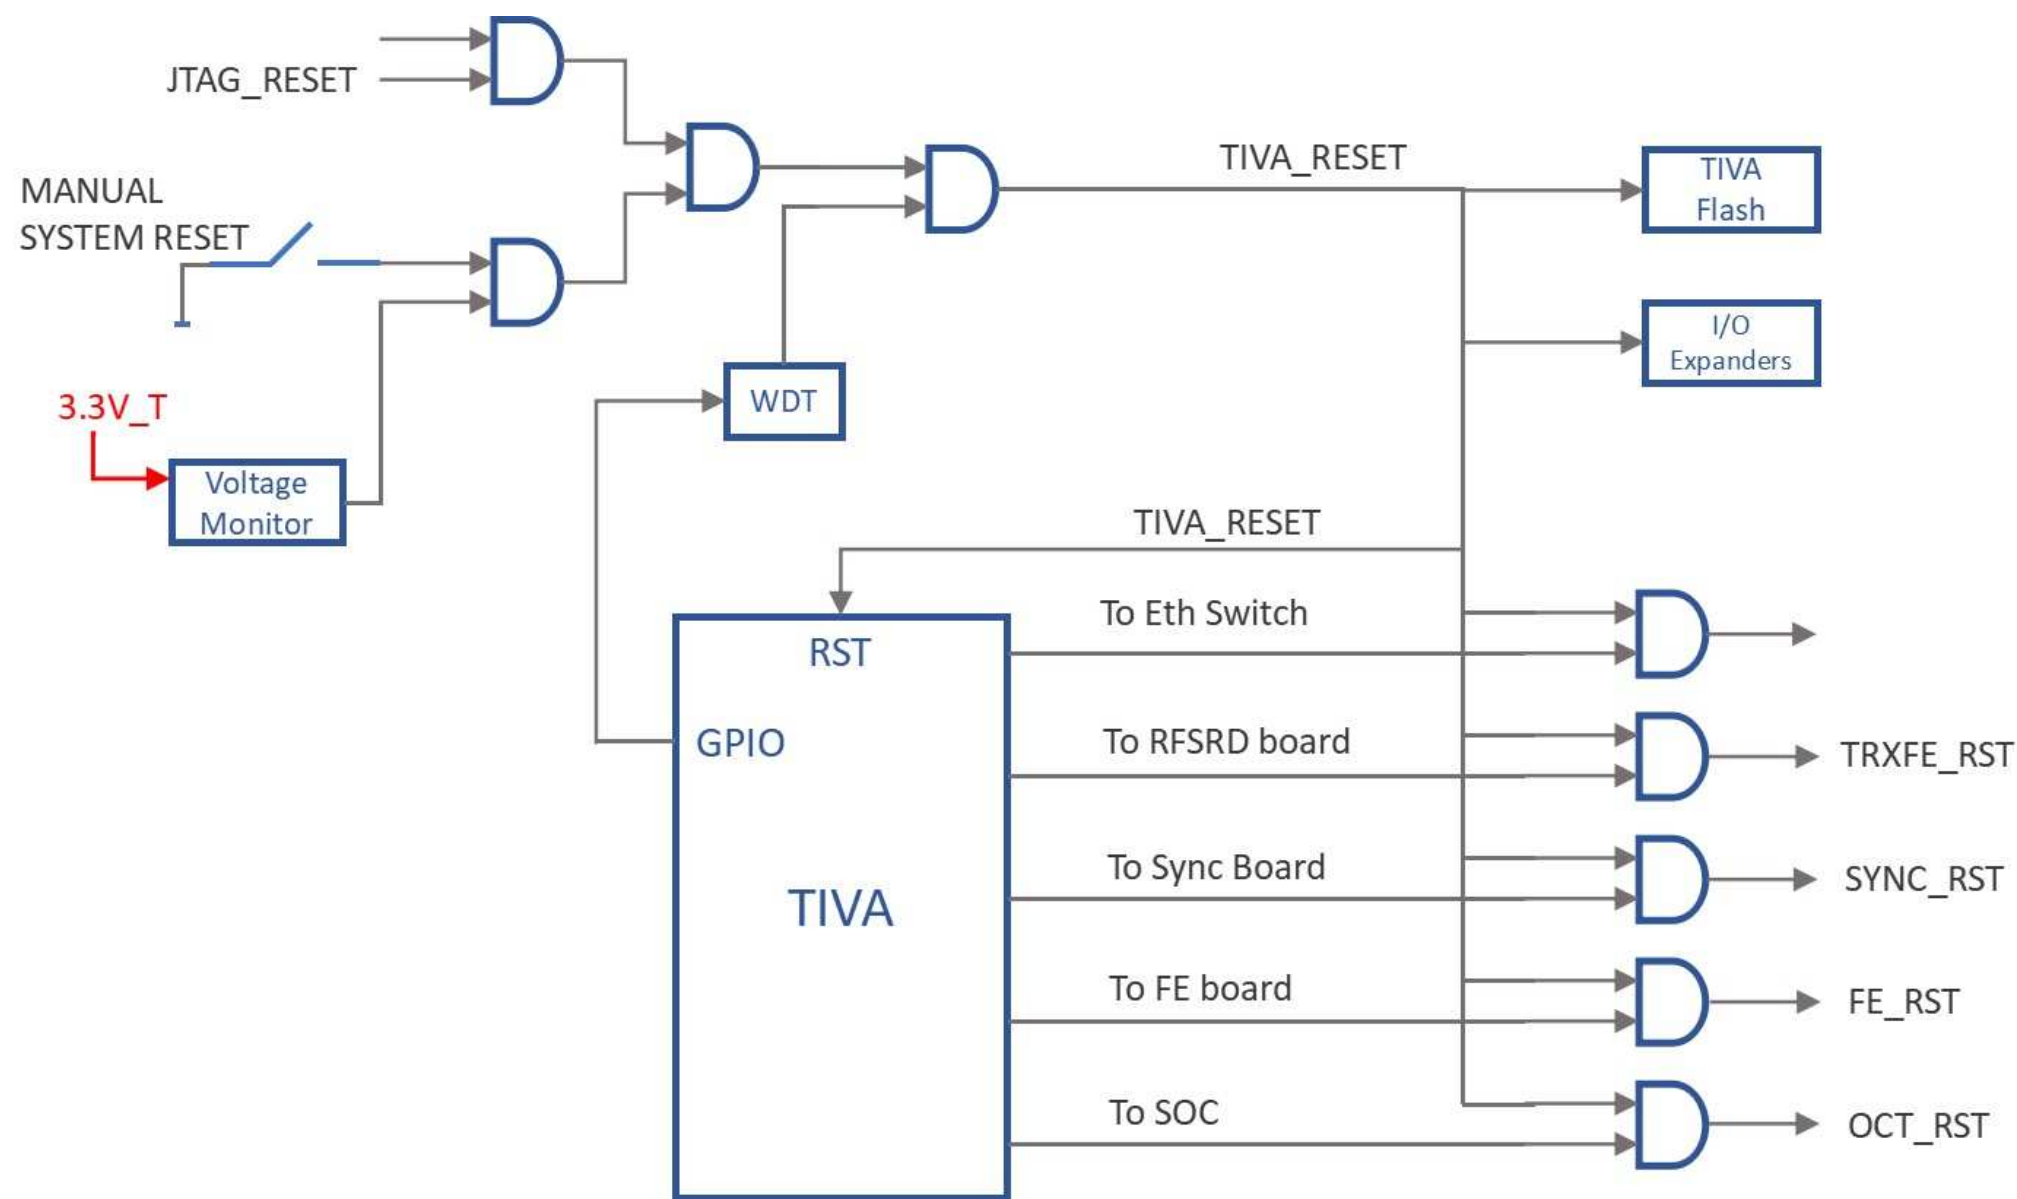 JTAG_RESET
MANUAL
SYSTEM RESET
TIVA_RESET
TIVA
Flash
I/O
Expanders
WDT
3.3V_T
Voltage
Monitor
TIVA_RESET
To Eth Switch
RST
GPIO
To RFSRD board
TRXFE_RST
To Sync Board
SYNC_RST
TIVA
To FE board
FE_RST
To SOC
OCT_RST